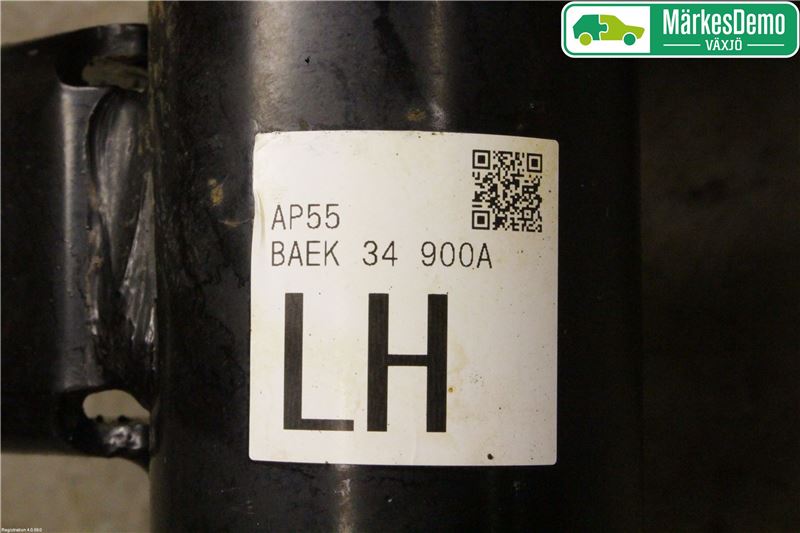 MärkesDemo
VÄXJÖ
AP55
BAEK 34 900A
LH